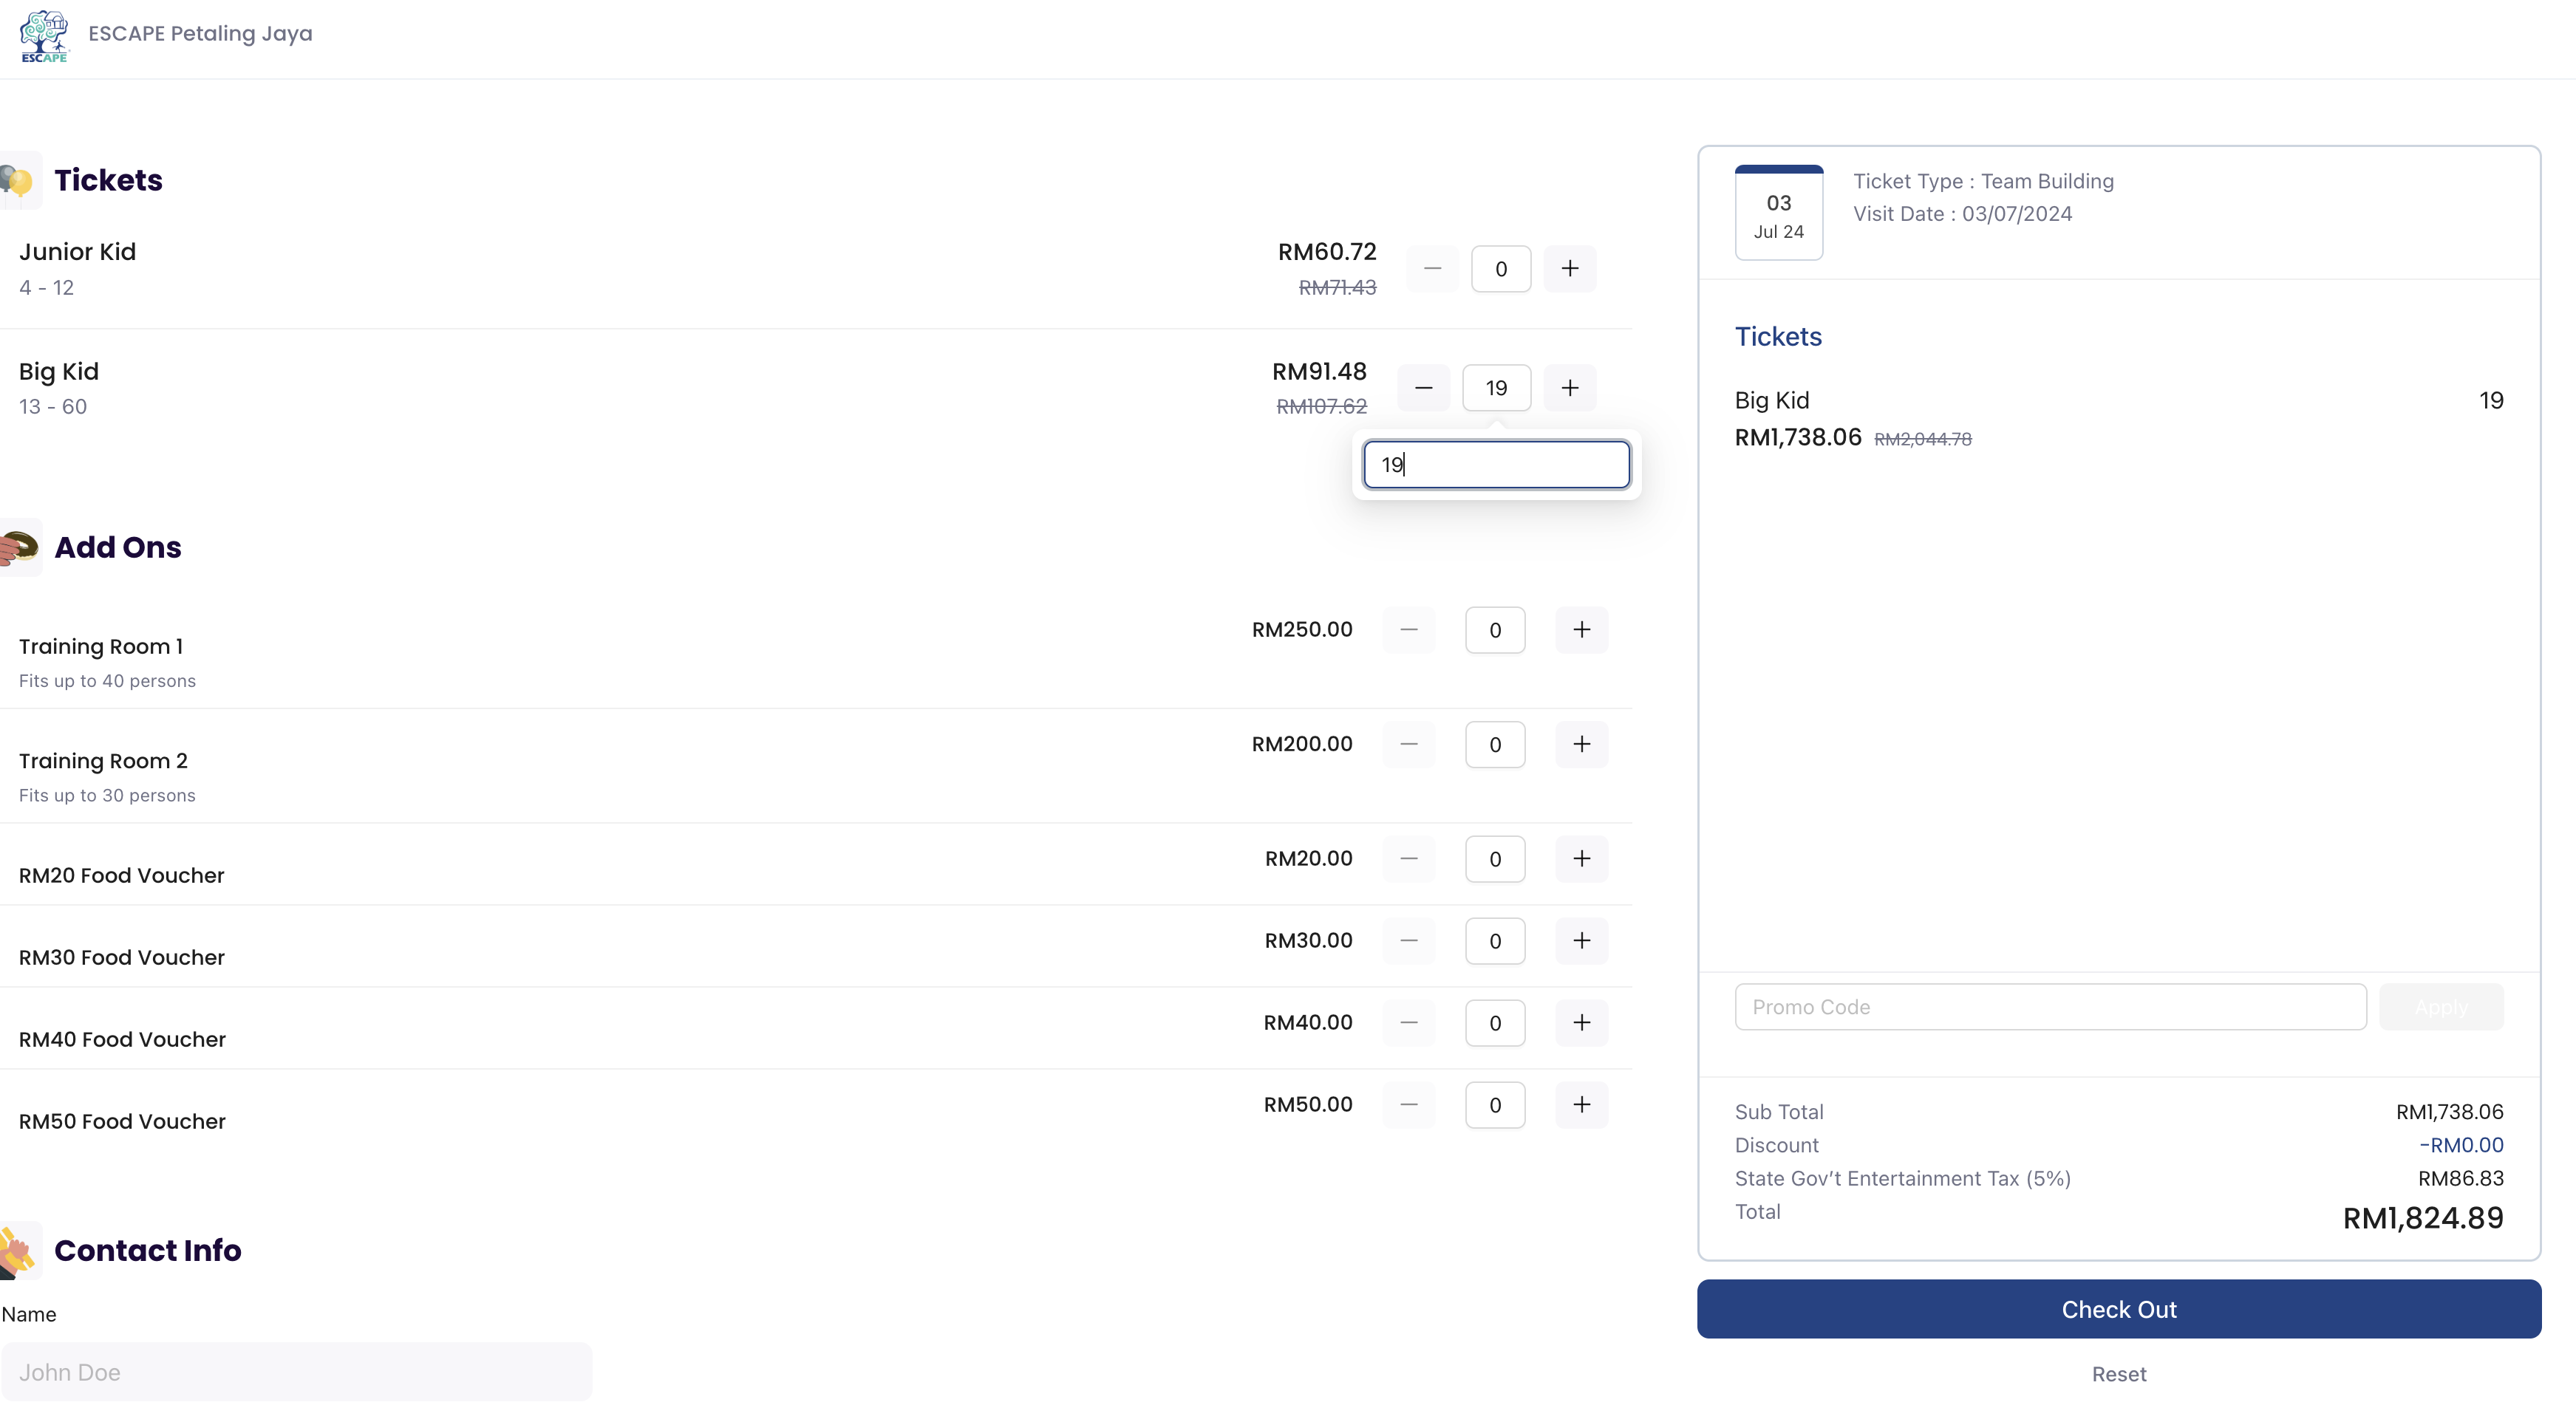 ESCAPE
ESCAPE Petaling Jaya
Tickets
Junior Kid
4 - 12
RM60.72
RM71.43
0
Big Kid
13 - 60
RM91.48
RM107.62
19
19
Add Ons
Training Room 1
Fits up to 40 persons
RM250.00
0
Training Room 2
Fits up to 30 persons
RM200.00
0
RM20 Food Voucher
RM20.00
0
RM30 Food Voucher
RM30.00
0
RM40 Food Voucher
RM40.00
0
RM50 Food Voucher
RM50.00
0
Contact Info
Name
John Doe
03
Jul 24
Ticket Type : Team Building
Visit Date : 03/07/2024
Tickets
Big Kid 19
RM1,738.06 RM2,044.78
Promo Code Apply
Sub Total RM1,738.06
Discount -RM0.00
State Gov't Entertainment Tax (5%) RM86.83
Total RM1,824.89
Check Out
Reset